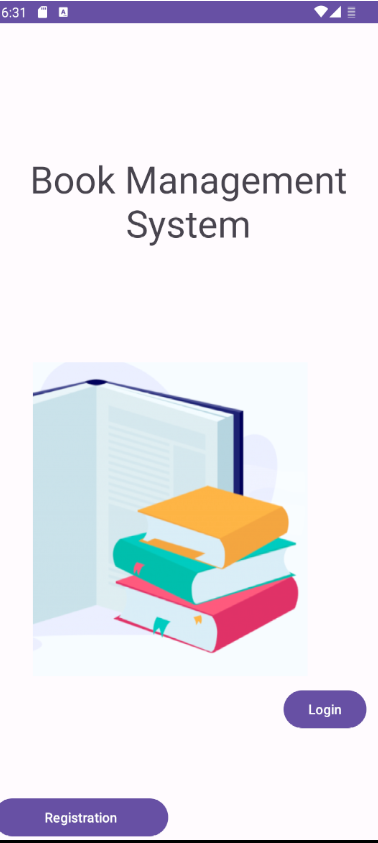 6:31
A
Book Management
System
Login
Registration